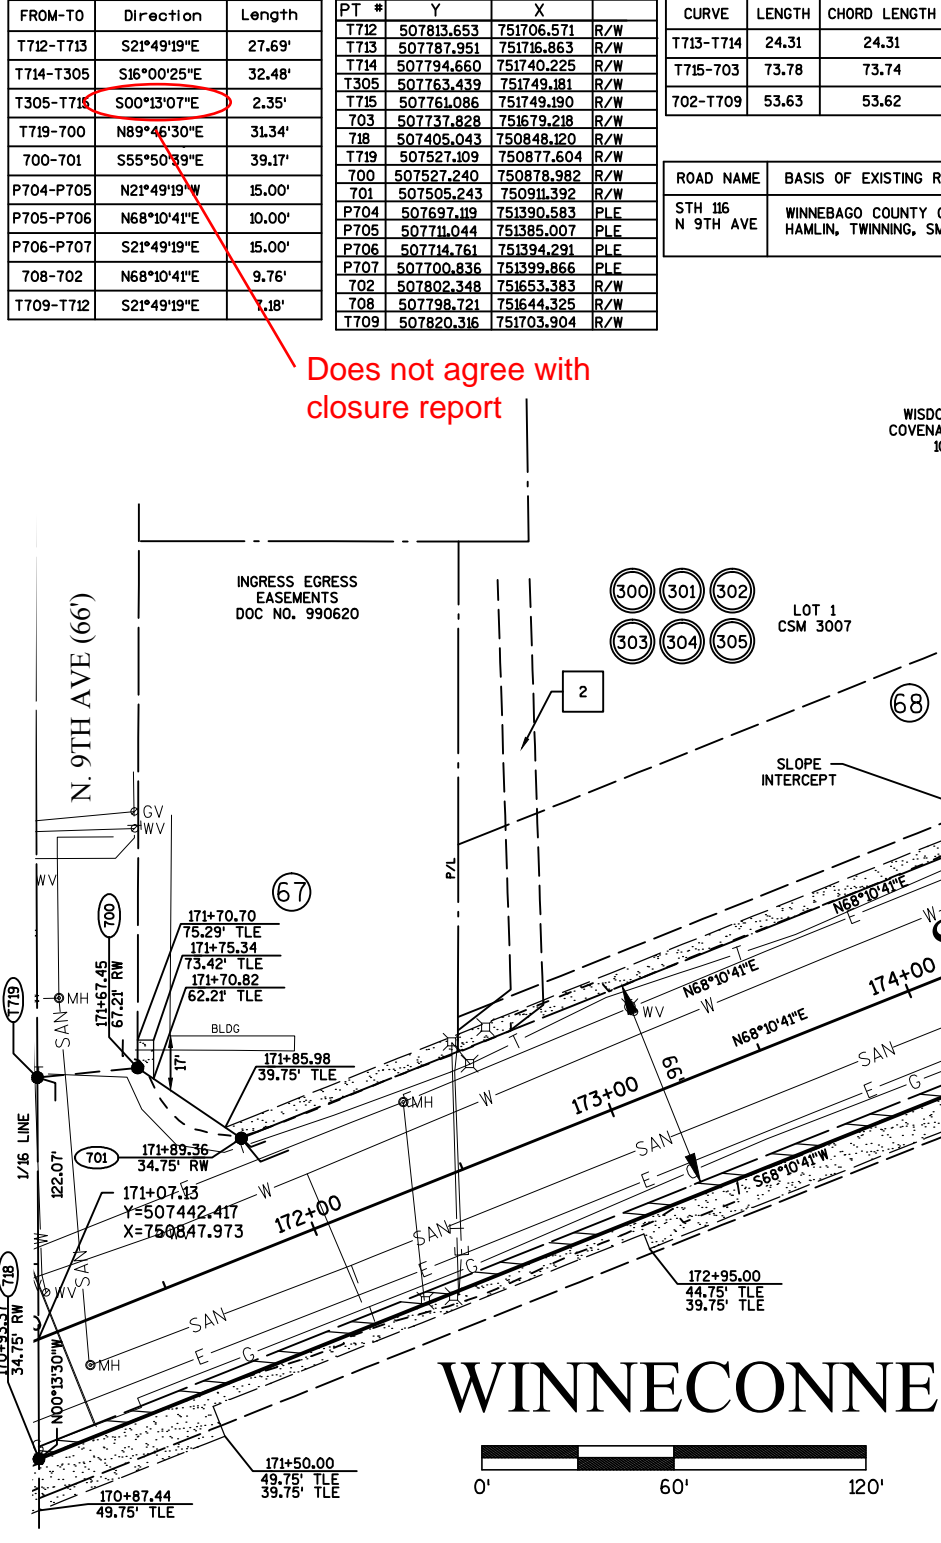 FROM-TO Direction Length
T712-T713 S21°49'19"E 27.69'
T714-T305 S16°00'25"E 32.48'
T305-T715 S00°13'07"E 2.35'
T719-700 N89°46'30"E 31.34'
700-701 S55°50'39"E 39.17'
P704-P705 N21°49'19"W 15.00'
P705-P706 N68°10'41"E 10.00'
P706-P707 S21°49'19"E 15.00'
708-702 N68°10'41"E 9.76'
T709-T712 S21°49'19"E 7.18'
PT # Y X
T712 507813.653 751706.571 R/W
T713 507787.951 751716.863 R/W
T714 507794.660 751740.225 R/W
T305 507763.439 751749.181 R/W
T715 507761.086 751749.190 R/W
703 507737.828 751679.218 R/W
718 507405.043 750848.120 R/W
T719 507527.109 750877.604 R/W
700 507527.240 750878.982 R/W
701 507505.243 750911.392 R/W
P704 507697.119 751390.583 PLE
P705 507711.044 751385.007 PLE
P706 507714.761 751394.291 PLE
P707 507700.836 751399.866 PLE
702 507802.348 751653.383 R/W
708 507798.721 751644.325 R/W
T709 507820.316 751703.904 R/W
CURVE LENGTH CHORD LENGTH
T713-T714 24.31 24.31
T715-703 73.78 73.74
702-T709 53.63 53.62
ROAD NAME BASIS OF EXISTING R
STH 116
N 9TH AVE
WINNEBAGO COUNTY
HAMLIN, TWINNING, SM
Does not agree with
closure report
WISDO
COVENA
10
INGRESS EGRESS
EASEMENTS
DOC NO. 990620
300 301 302
303 304 305
LOT 1
CSM 3007
2
68
SLOPE
INTERCEPT
N. 9TH AVE (66')
GV
WV
WV
67
P/L
700
171+67.45
67.21' RW
171+70.70
75.29' TLE
171+75.34
73.42' TLE
171+70.82
62.21' TLE
BLDG
17'
171+85.98
39.75' TLE
T719
MH
SAN
1/16 LINE
122.07'
701
171+89.36
34.75' RW
171+07.13
Y=507442.417
X=750847.973
N68°10'41"E
N68°10'41"E
N68°10'41"E
174+00
173+00
172+00
66'
WV
MH
E
T
W
W
W
SAN
E
G
SAN
E
G
S68°10'41"W
SAN
E
G
SAN
E
G
W
T
E
W
SAN
WV
MH
718
34.75' RW
N00°13'30"W
172+95.00
44.75' TLE
39.75' TLE
WINNECONNE
171+50.00
49.75' TLE
39.75' TLE
170+87.44
49.75' TLE
0' 60' 120'